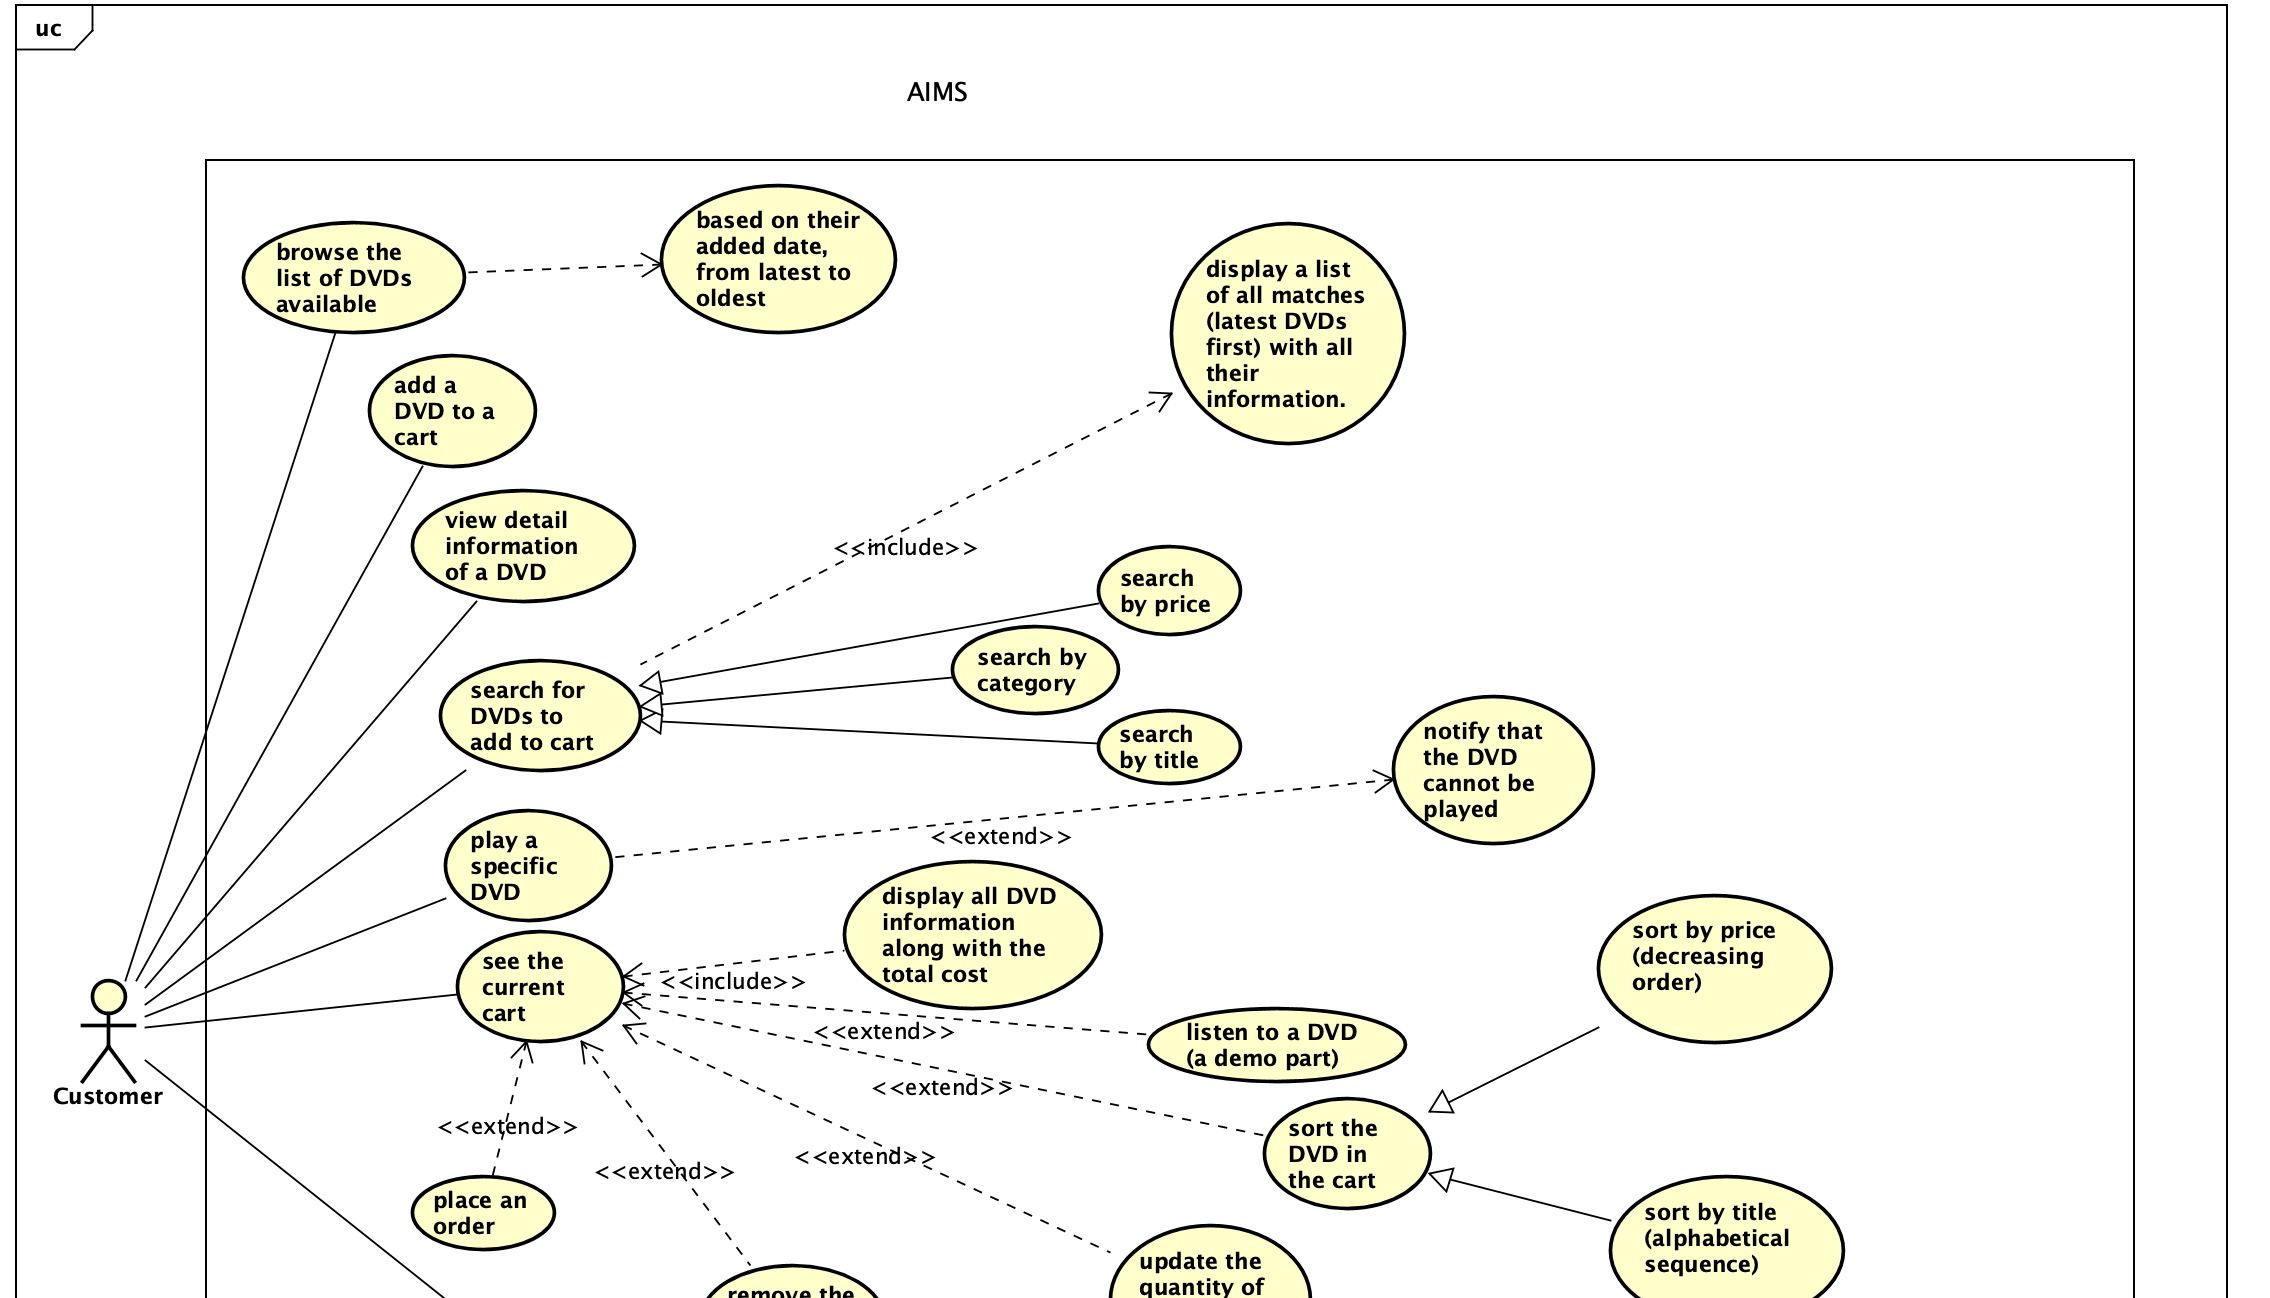 uc
AIMS
browse the
list of DVDs
available
based on their
added date,
from latest to
oldest
display a list
of all matches
(latest DVDs
first) with all
their
information.
add a
DVD to a
cart
view detail
information
of a DVD
<<include>>
search
by price
search by
category
search for
DVDs to
add to cart
search
by title
notify that
the DVD
cannot be
played
<<extend>>
play a
specific
DVD
display all DVD
information
along with the
total cost
sort by price
(decreasing
order)
see the
current
cart
<<include>>
<<extend>>
listen to a DVD
(a demo part)
<<extend>>
Customer
<<extend>>
<<extend>>
<<extend>>
sort the
DVD in
the cart
place an
order
sort by title
(alphabetical
sequence)
update the
quantity of
remove the